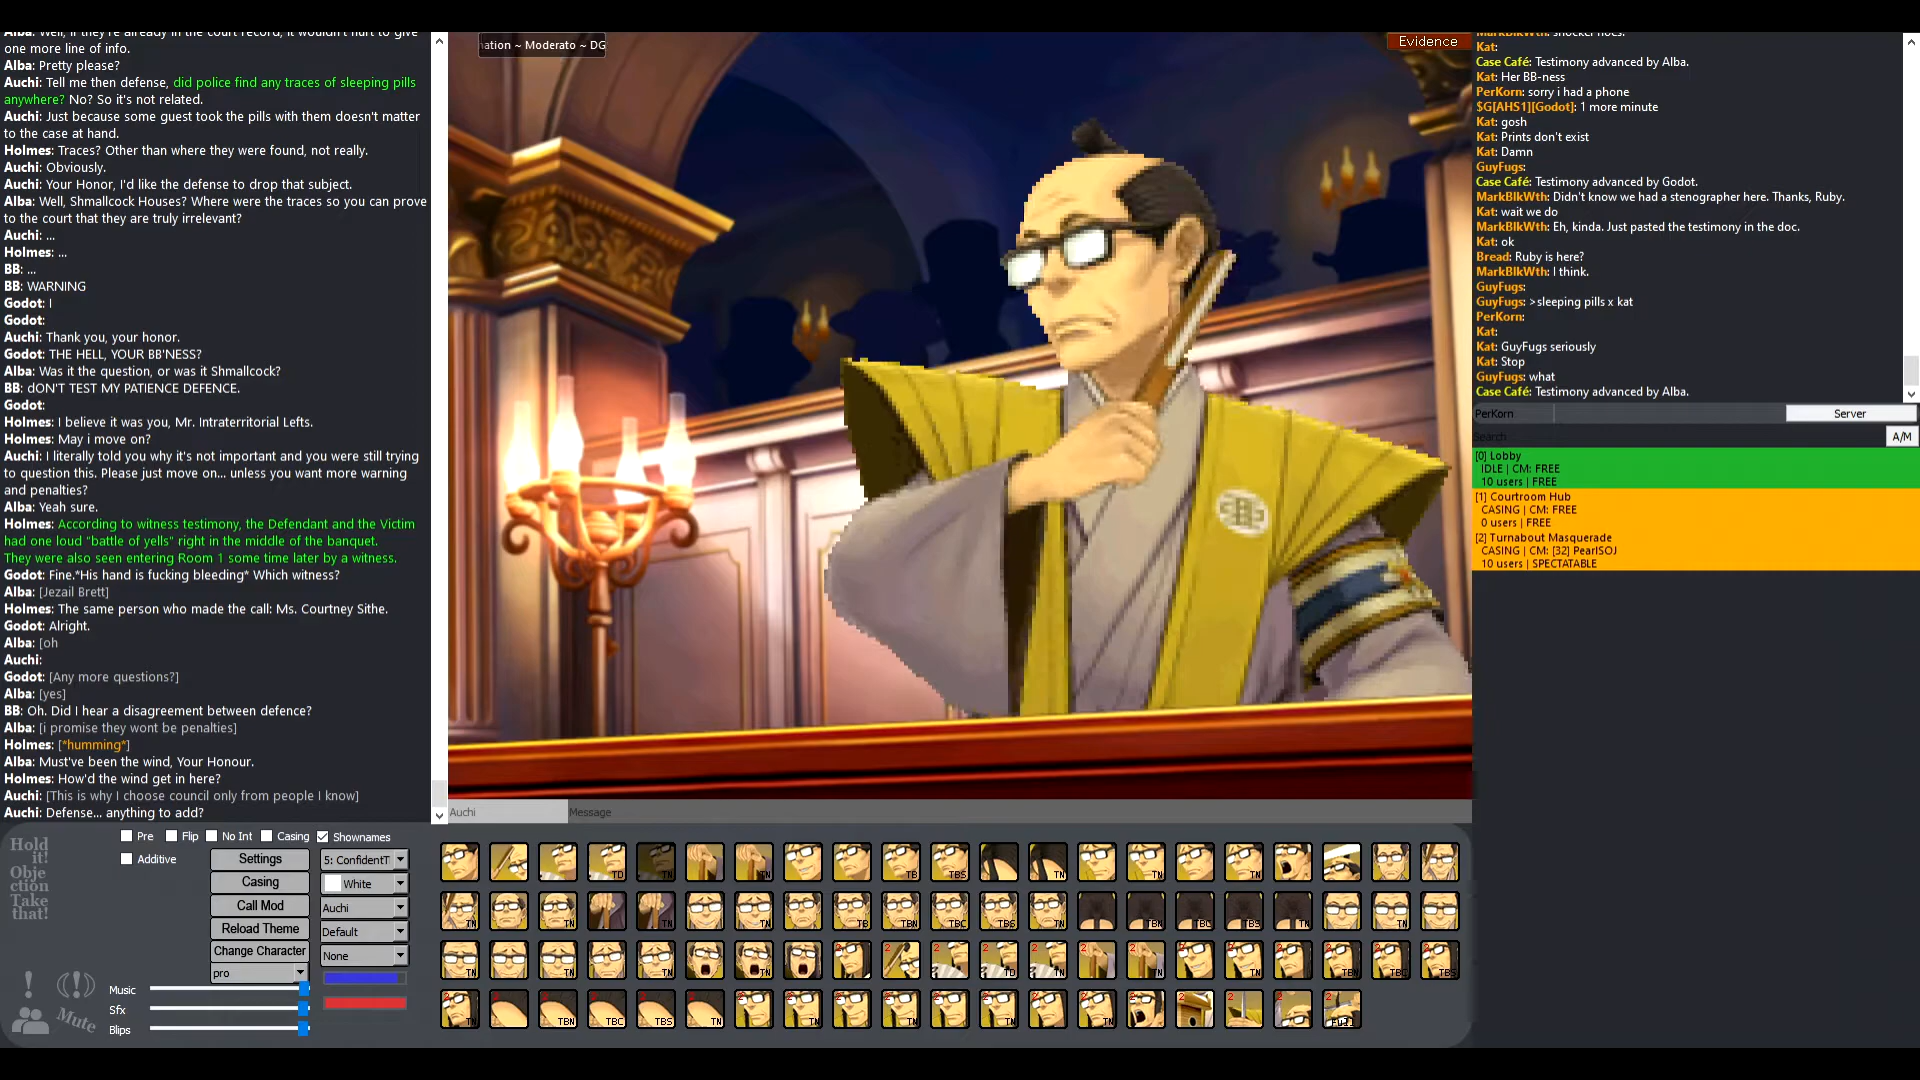 Alba: Well, if they're already in the court record, it wouldn't hurt to give
one more line of info.
Alba: Pretty please?
Auchi: Tell me then defense, did police find any traces of sleeping pills
anywhere? No? So it's not related.
Auchi: Just because some guest took the pills with them doesn't matter
to the case at hand.
Holmes: Traces? Other than where they were found, not really.
Auchi: Obviously.
Auchi: Your Honor, I'd like the defense to drop that subject.
Alba: Well, Shmallcock Houses? Where were the traces so you can prove
to the court that they are truly irrelevant?
Auchi: ...
Holmes: ...
BB: ...
BB: WARNING
Godot: I
Godot:
Auchi: Thank you, your honor.
Godot: THE HELL, YOUR BB'NESS?
Alba: Was it the question, or was it Shmallcock?
BB: dON'T TEST MY PATIENCE DEFENCE.
Godot:
Holmes: I believe it was you, Mr. Intraterritorial Lefts.
Holmes: May i move on?
Auchi: I literally told you why it's not important and you were still trying
to question this. Please just move on... unless you want more warning
and penalties?
Alba: Yeah sure.
Holmes: According to witness testimony, the Defendant and the Victim
had one loud "battle of yells" right in the middle of the banquet.
They were also seen entering Room 1 some time later by a witness.
Godot: Fine.*His hand is fucking bleeding* Which witness?
Alba: [Jezail Brett]
Holmes: The same person who made the call: Ms. Courtney Sithe.
Godot: Alright.
Alba: [oh
Auchi:
Godot: [Any more questions?]
Alba: [yes]
BB: Oh. Did I hear a disagreement between defence?
Alba: [i promise they wont be penalties]
Holmes: [*humming*]
Alba: Must've been the wind, Your Honour.
Holmes: How'd the wind get in here?
Auchi: [This is why I choose council only from people I know]
Auchi: Defense... anything to add?
ation ~ Moderato ~ DG
Evidence
MarkBlkWth: shocker hoes.
Kat:
Case Café: Testimony advanced by Alba.
Kat: Her BB-ness
PerKorn: sorry i had a phone
$G[AHS1][Godot]: 1 more minute
Kat: gosh
Kat: Prints don't exist
Kat: Damn
GuyFugs:
Case Café: Testimony advanced by Godot.
MarkBlkWth: Didn't know we had a stenographer here. Thanks, Ruby.
Kat: wait we do
MarkBlkWth: Eh, kinda. Just pasted the testimony in the doc.
Kat: ok
Bread: Ruby is here?
MarkBlkWth: I think.
GuyFugs:
GuyFugs: >sleeping pills x kat
PerKorn:
Kat:
Kat: GuyFugs seriously
Kat: Stop
GuyFugs: what
Case Café: Testimony advanced by Alba.
PerKorn
Server
Search
A/M
[0] Lobby
IDLE | CM: FREE
10 users | FREE
[1] Courtroom Hub
CASING | CM: FREE
0 users | FREE
[2] Turnabout Masquerade
CASING | CM: [32] PearlSOJ
10 users | SPECTATABLE
Auchi
Message
Hold
it!
Obje
ction
Take
that!
Pre
Flip
No Int
Casing
Shownames
Additive
Settings
Casing
Call Mod
Reload Theme
Change Character
pro
5: ConfidentT
White
Auchi
Default
None
Music
Sfx
Blips
Mute